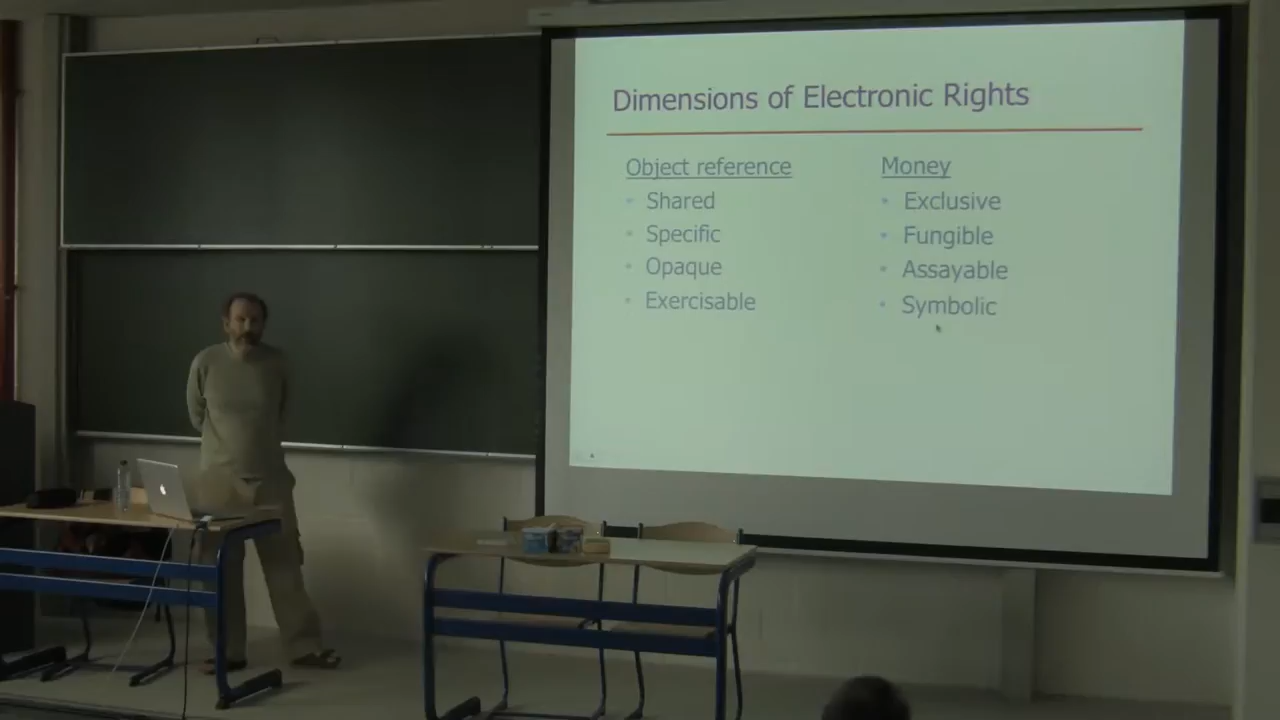 Dimensions of Electronic Rights
Object reference
Shared
Specific
Opaque
Exercisable
Money
Exclusive
Fungible
Assayable
Symbolic